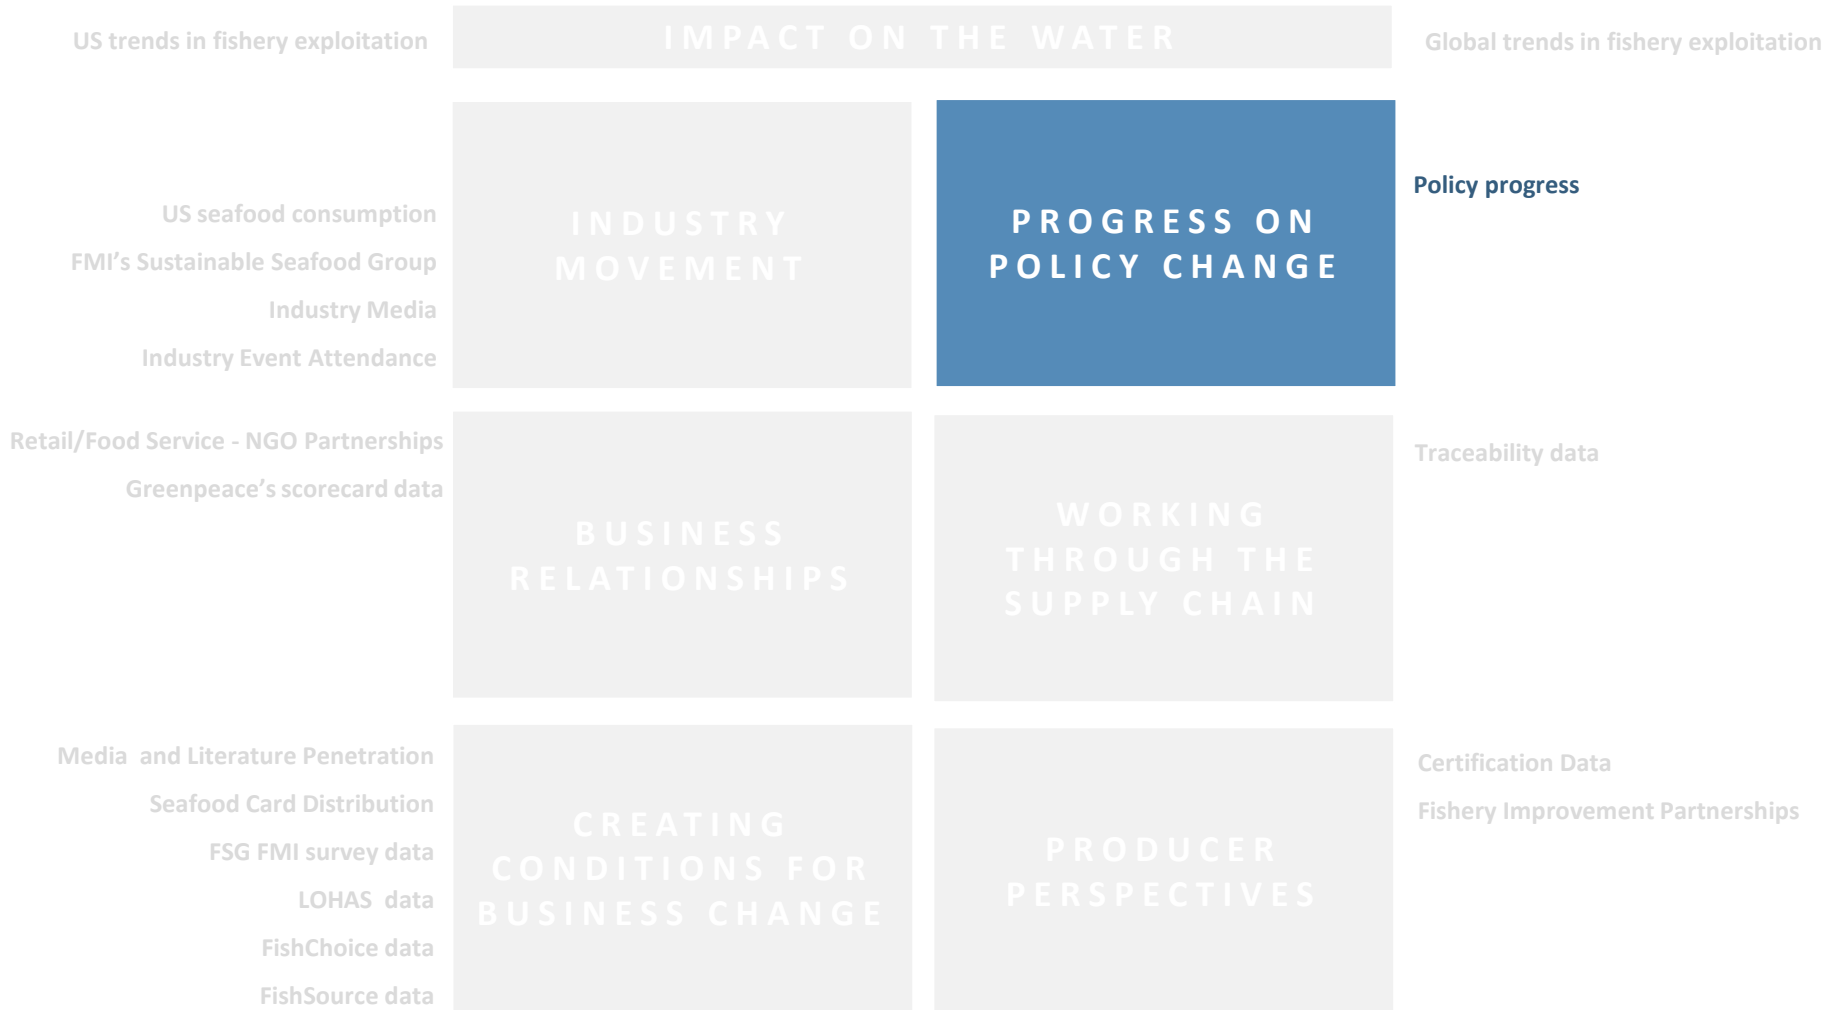 US trends in fishery exploitation
IMPACT ON THE WATER
Global trends in fishery exploitation
US seafood consumption
FMI’s Sustainable Seafood Group
Industry Media
Industry Event Attendance
INDUSTRY
MOVEMENT
PROGRESS ON
POLICY CHANGE
Policy progress
Retail/Food Service - NGO Partnerships
Greenpeace’s scorecard data
BUSINESS
RELATIONSHIPS
WORKING
THROUGH THE
SUPPLY CHAIN
Traceability data
Media  and Literature Penetration
Seafood Card Distribution
FSG FMI survey data
LOHAS  data
FishChoice data
FishSource data
CREATING
CONDITIONS FOR
BUSINESS CHANGE
PRODUCER
PERSPECTIVES
Certification Data
Fishery Improvement Partnerships